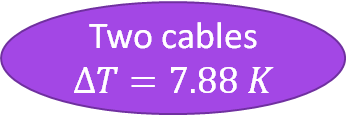 Two cables
ΔT = 7.88 K